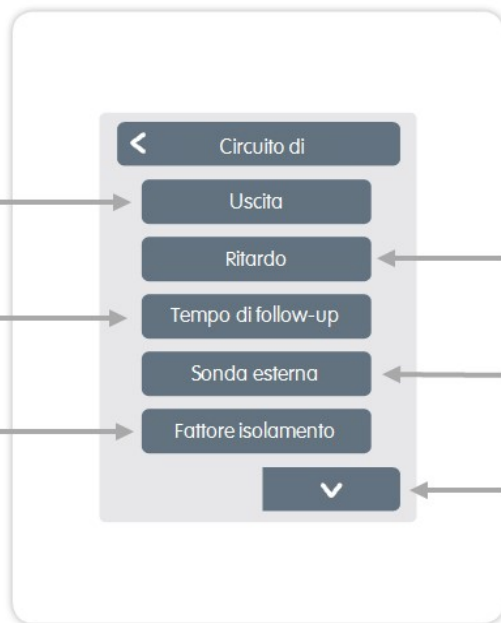 Circuito di
Uscita
Ritardo
Tempo di follow-up
Sonda esterna
Fattore isolamento